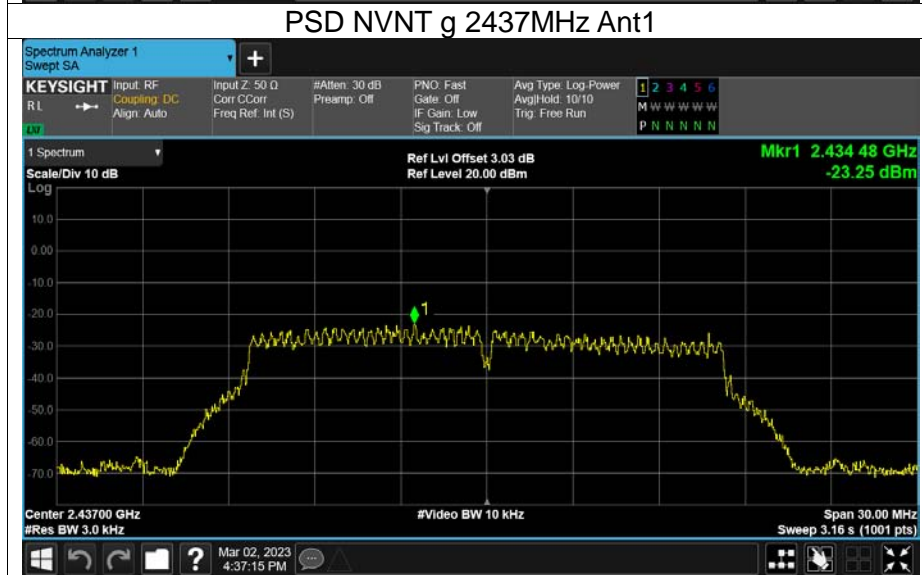 PSD NVNT g 2437MHz Ant1
Spectrum Analyzer 1
Swept SA
+
KEYSIGHT Input: RF Input Z: 50 Ω #Atten: 30 dB PNO: Fast Avg Type: Log-Power 1 2 3 4 5 6
RL Coupling: DC Corr CCorr Preamp: Off Gate: Off Avg|Hold: 10/10 M W W W W W
Align: Auto Freq Ref: Int (S) IF Gain: Low Trig: Free Run
LXI Sig Track: Off P N N N N N
1 Spectrum Ref Lvl Offset 3.03 dB Mkr1 2.434 48 GHz
Scale/Div 10 dB Ref Level 20.00 dBm -23.25 dBm
Log
10.0
0.00
-10.0
-20.0
1
-30.0
-40.0
-50.0
-60.0
-70.0
Center 2.43700 GHz #Video BW 10 kHz Span 30.00 MHz
#Res BW 3.0 kHz Sweep 3.16 s (1001 pts)
? Mar 02, 2023
4:37:15 PM